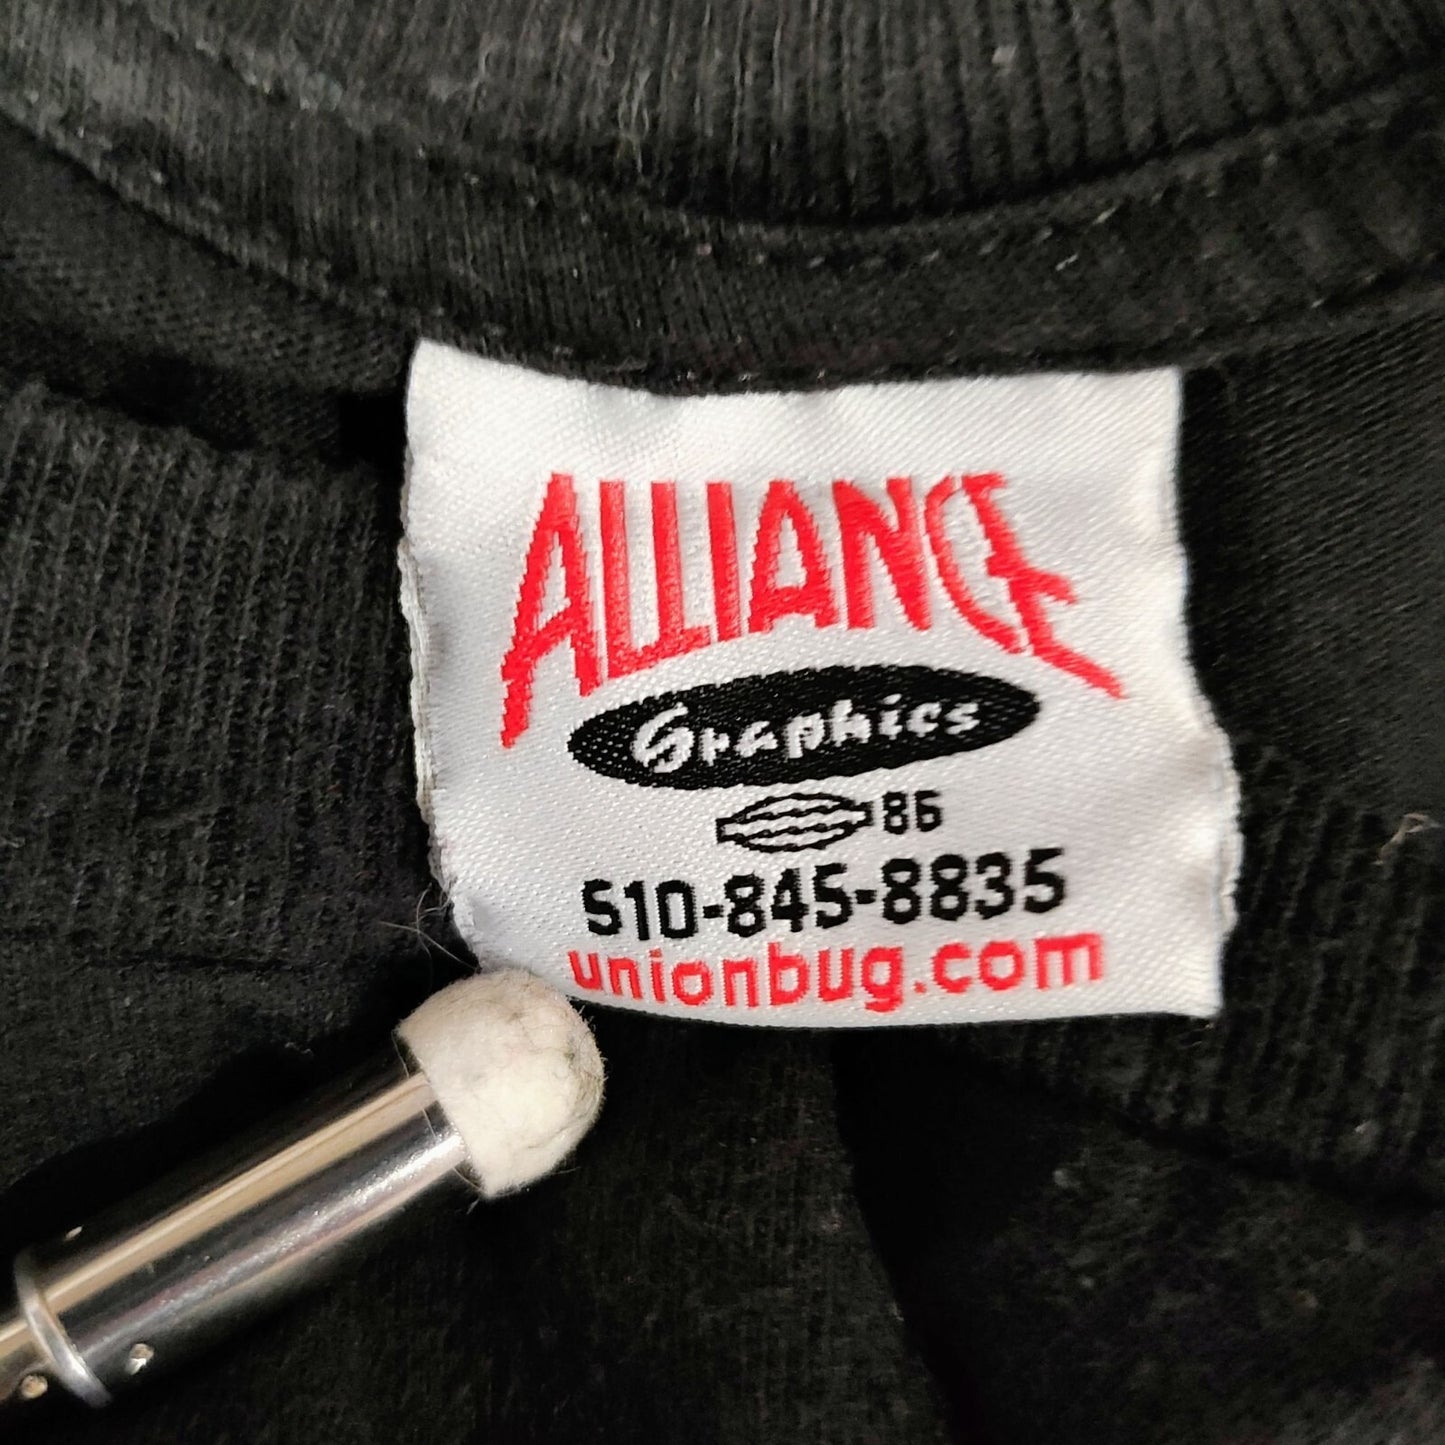 ALLIANCE
Graphics
86
510-845-8835
unionbug.com